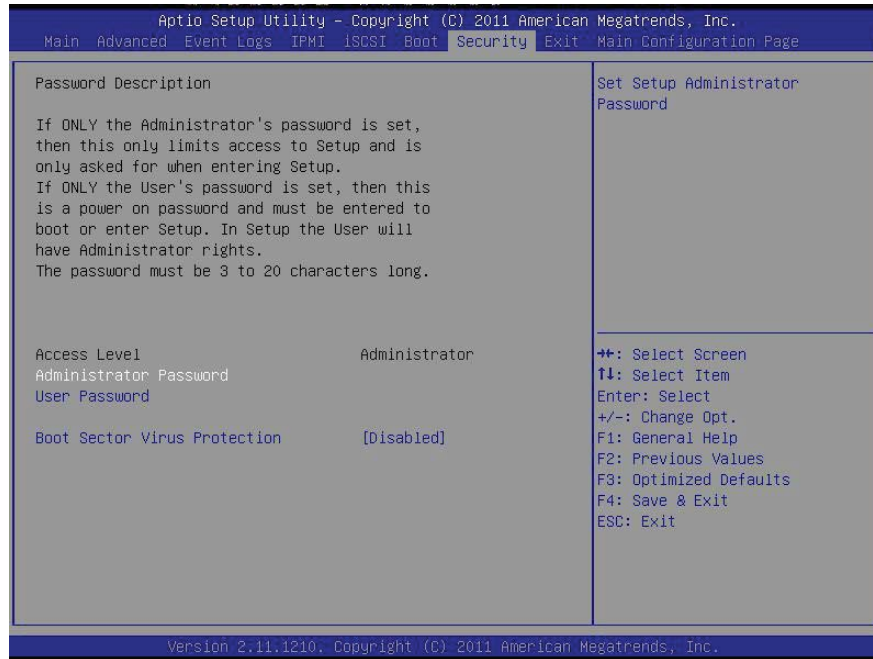 Aptio Setup Utility – Copyright (C) 2011 American Megatrends, Inc.
Main Advanced Event Logs IPMI iSCSI Boot Security Exit Main Configuration Page
Password Description
If ONLY the Administrator's password is set,
then this only limits access to Setup and is
only asked for when entering Setup.
If ONLY the User's password is set, then this
is a power on password and must be entered to
boot or enter Setup. In Setup the User will
have Administrator rights.
The password must be 3 to 20 characters long.
Access Level Administrator
Administrator Password
User Password
Boot Sector Virus Protection [Disabled]
Set Setup Administrator
Password
→←: Select Screen
↑↓: Select Item
Enter: Select
+/-: Change Opt.
F1: General Help
F2: Previous Values
F3: Optimized Defaults
F4: Save & Exit
ESC: Exit
Version 2.11.1210. Copyright (C) 2011 American Megatrends, Inc.